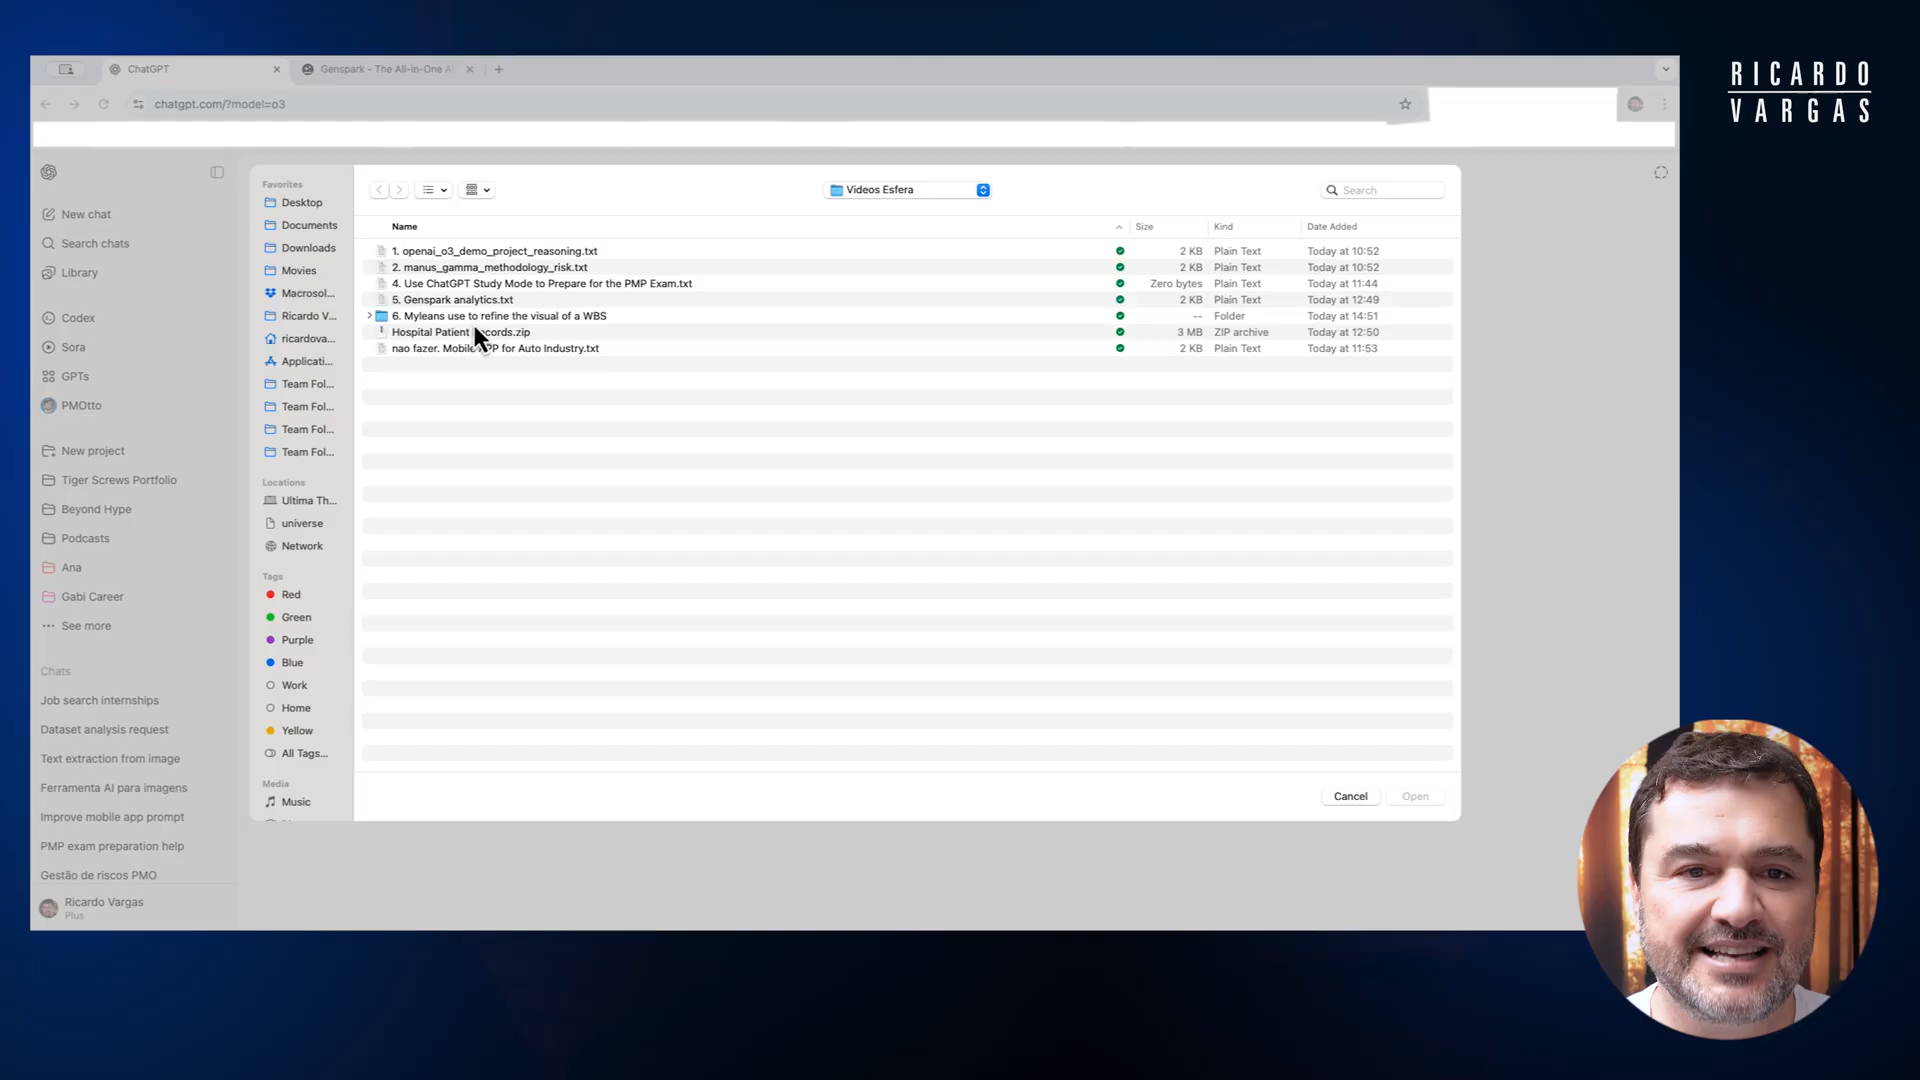 RICARDO
VARGAS
ChatGPT
Genspark - The All-in-One A
chatgpt.com/?model=o3
New chat
Search chats
Library
Codex
Sora
GPTs
PMOtto
New project
Tiger Screws Portfolio
Beyond Hype
Podcasts
Ana
Gabi Career
See more
Chats
Job search internships
Dataset analysis request
Text extraction from image
Ferramenta AI para imagens
Improve mobile app prompt
PMP exam preparation help
Gestão de riscos PMO
Ricardo Vargas
Plus
Favorites
Desktop
Documents
Downloads
Movies
Macrosol...
Ricardo V...
ricardova...
Applicati...
Team Fol...
Team Fol...
Team Fol...
Team Fol...
Locations
Ultima Th...
universe
Network
Tags
Red
Green
Purple
Blue
Work
Home
Yellow
All Tags...
Media
Music
Videos Esfera
Search
Name Size Kind Date Added
1. openai_o3_demo_project_reasoning.txt 2 KB Plain Text Today at 10:52
2. manus_gamma_methodology_risk.txt 2 KB Plain Text Today at 10:52
4. Use ChatGPT Study Mode to Prepare for the PMP Exam.txt Zero bytes Plain Text Today at 11:44
5. Genspark analytics.txt 2 KB Plain Text Today at 12:49
6. Myleans use to refine the visual of a WBS -- Folder Today at 14:51
Hospital Patient cords.zip 3 MB ZIP archive Today at 12:50
nao fazer. Mobil PP for Auto Industry.txt 2 KB Plain Text Today at 11:53
Cancel Open